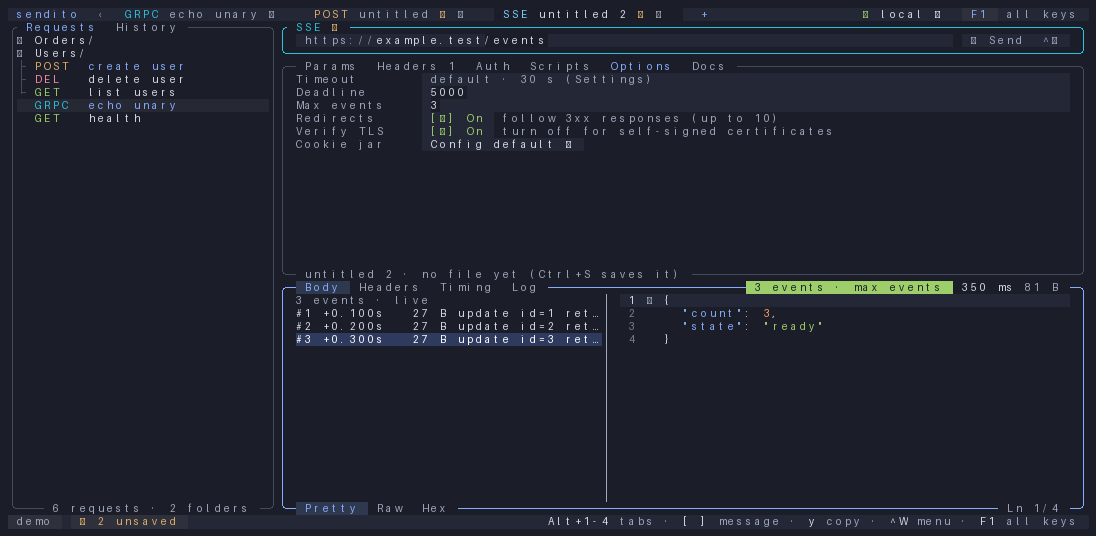 sendito ‹ GRPC echo unary POST untitled SSE untitled 2 + local F1 all keys
Requests History
Orders/
Users/
POST create user
DEL delete user
GET list users
GRPC echo unary
GET health
6 requests · 2 folders
SSE
https://example.test/events Send ^
Params Headers 1 Auth Scripts Options Docs
Timeout default · 30 s (Settings)
Deadline 5000
Max events 3
Redirects [ ] On follow 3xx responses (up to 10)
Verify TLS [ ] On turn off for self-signed certificates
Cookie jar Config default
untitled 2 · no file yet (Ctrl+S saves it)
Body Headers Timing Log 3 events · max events 350 ms 81 B
3 events · live
#1 +0.100s 27 B update id=1 ret…
#2 +0.200s 27 B update id=2 ret…
#3 +0.300s 27 B update id=3 ret…
1 {
2 "count": 3,
3 "state": "ready"
4 }
Pretty Raw Hex Ln 1/4
demo 2 unsaved Alt+1-4 tabs · [ ] message · y copy · ^W menu · F1 all keys